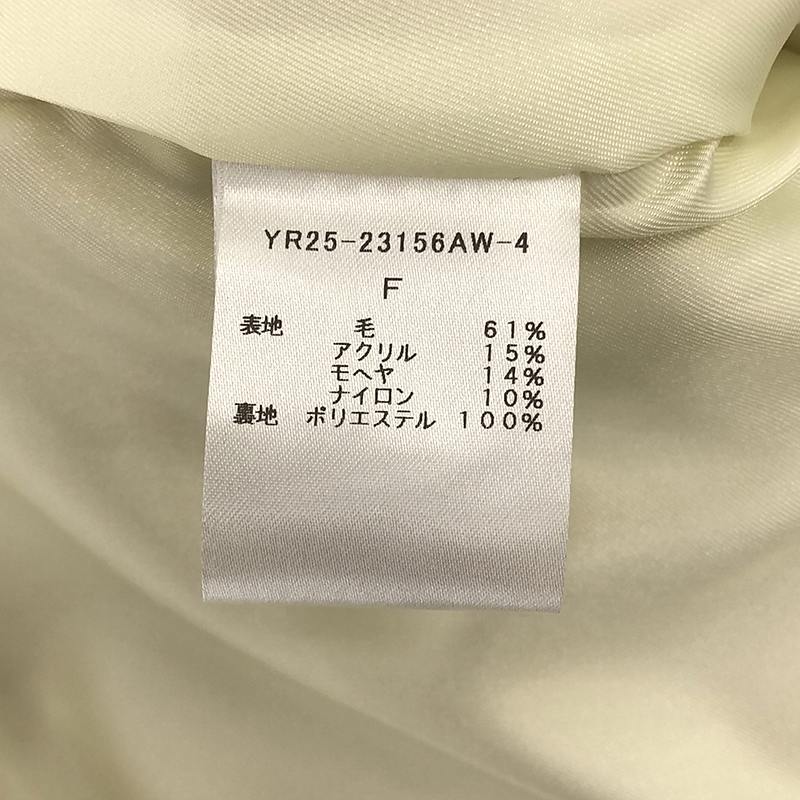 YR25-23156AW-4
F
表地 毛 61%
アクリル 15%
モヘヤ 14%
ナイロン 10%
裏地 ポリエステル 100%